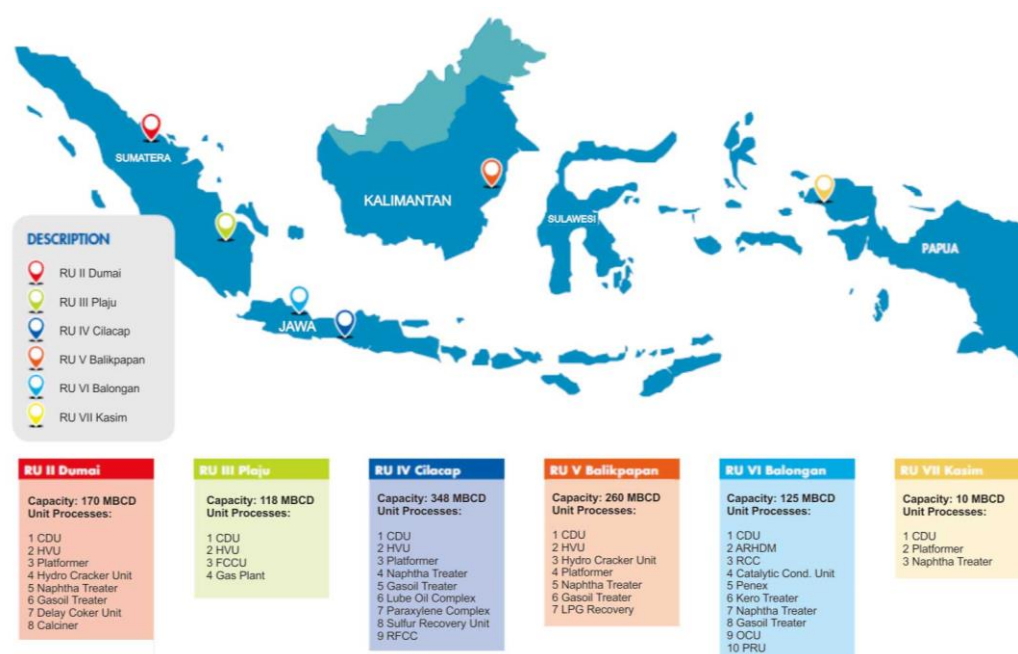 SUMATERA
KALIMANTAN
SULAWESI
PAPUA
JAWA
DESCRIPTION
RU II Dumai
RU III Plaju
RU IV Cilacap
RU V Balikpapan
RU VI Balongan
RU VII Kasim
RU II Dumai
Capacity: 170 MBCD
Unit Processes:
1 CDU
2 HVU
3 Platformer
4 Hydro Cracker Unit
5 Naphtha Treater
6 Gasoil Treater
7 Delay Coker Unit
8 Calciner
RU III Plaju
Capacity: 118 MBCD
Unit Processes:
1 CDU
2 HVU
3 FCCU
4 Gas Plant
RU IV Cilacap
Capacity: 348 MBCD
Unit Processes:
1 CDU
2 HVU
3 Platformer
4 Naphtha Treater
5 Gasoil Treater
6 Lube Oil Complex
7 Paraxylene Complex
8 Sulfur Recovery Unit
9 RFCC
RU V Balikpapan
Capacity: 260 MBCD
Unit Processes:
1 CDU
2 HVU
3 Hydro Cracker Unit
4 Platformer
5 Naphtha Treater
6 Gasoil Treater
7 LPG Recovery
RU VI Balongan
Capacity: 125 MBCD
Unit Processes:
1 CDU
2 ARHDM
3 RCC
4 Catalytic Cond. Unit
5 Penex
6 Kero Treater
7 Naphtha Treater
8 Gasoil Treater
9 OCU
10 PRU
RU VII Kasim
Capacity: 10 MBCD
Unit Processes:
1 CDU
2 Platformer
3 Naphtha Treater